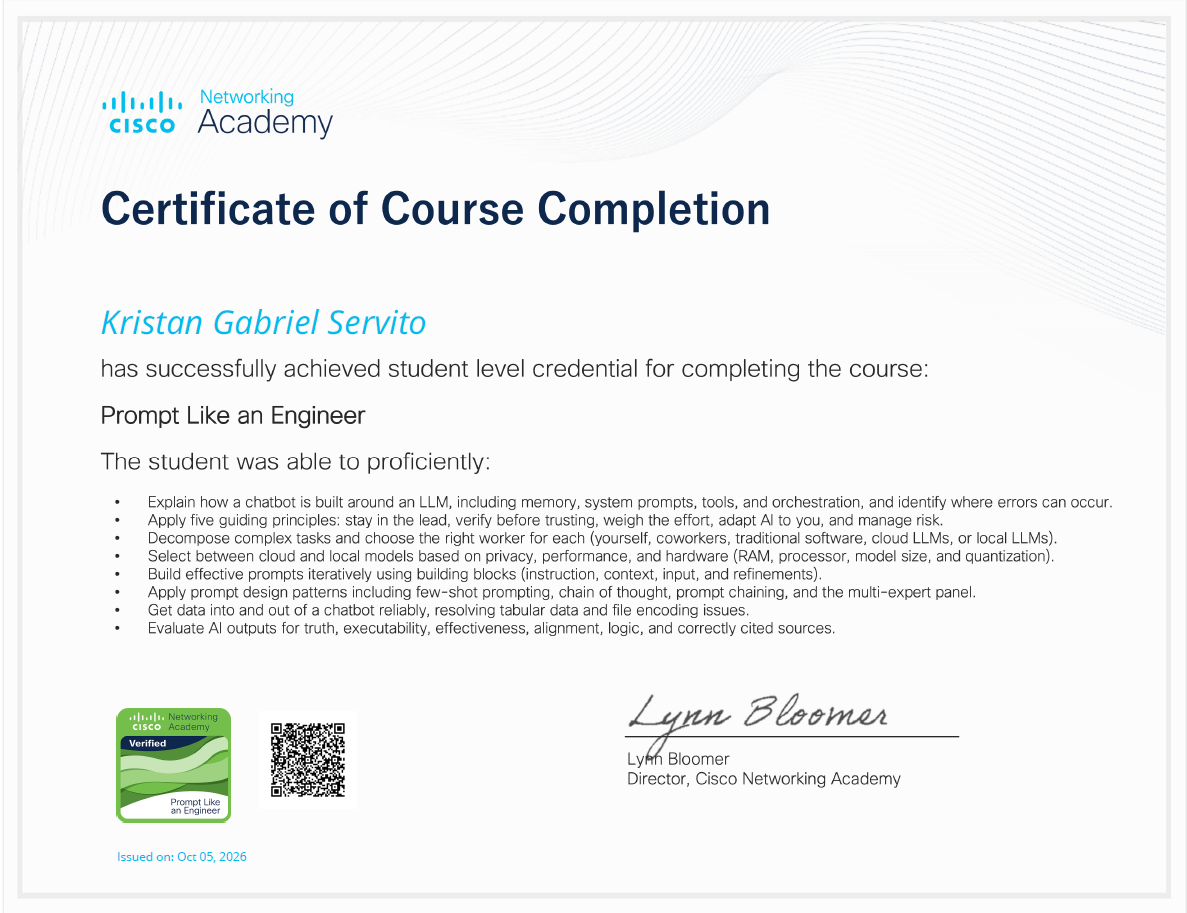 Networking
CISCO Academy
Certificate of Course Completion
Kristan Gabriel Servito
has successfully achieved student level credential for completing the course:
Prompt Like an Engineer
The student was able to proficiently:
• Explain how a chatbot is built around an LLM, including memory, system prompts, tools, and orchestration, and identify where errors can occur.
• Apply five guiding principles: stay in the lead, verify before trusting, weigh the effort, adapt AI to you, and manage risk.
• Decompose complex tasks and choose the right worker for each (yourself, coworkers, traditional software, cloud LLMs, or local LLMs).
• Select between cloud and local models based on privacy, performance, and hardware (RAM, processor, model size, and quantization).
• Build effective prompts iteratively using building blocks (instruction, context, input, and refinements).
• Apply prompt design patterns including few-shot prompting, chain of thought, prompt chaining, and the multi-expert panel.
• Get data into and out of a chatbot reliably, resolving tabular data and file encoding issues.
• Evaluate AI outputs for truth, executability, effectiveness, alignment, logic, and correctly cited sources.
Networking
CISCO Academy
Verified
Prompt Like
an Engineer
Lynn Bloomer
Lynn Bloomer
Director, Cisco Networking Academy
Issued on: Oct 05, 2026